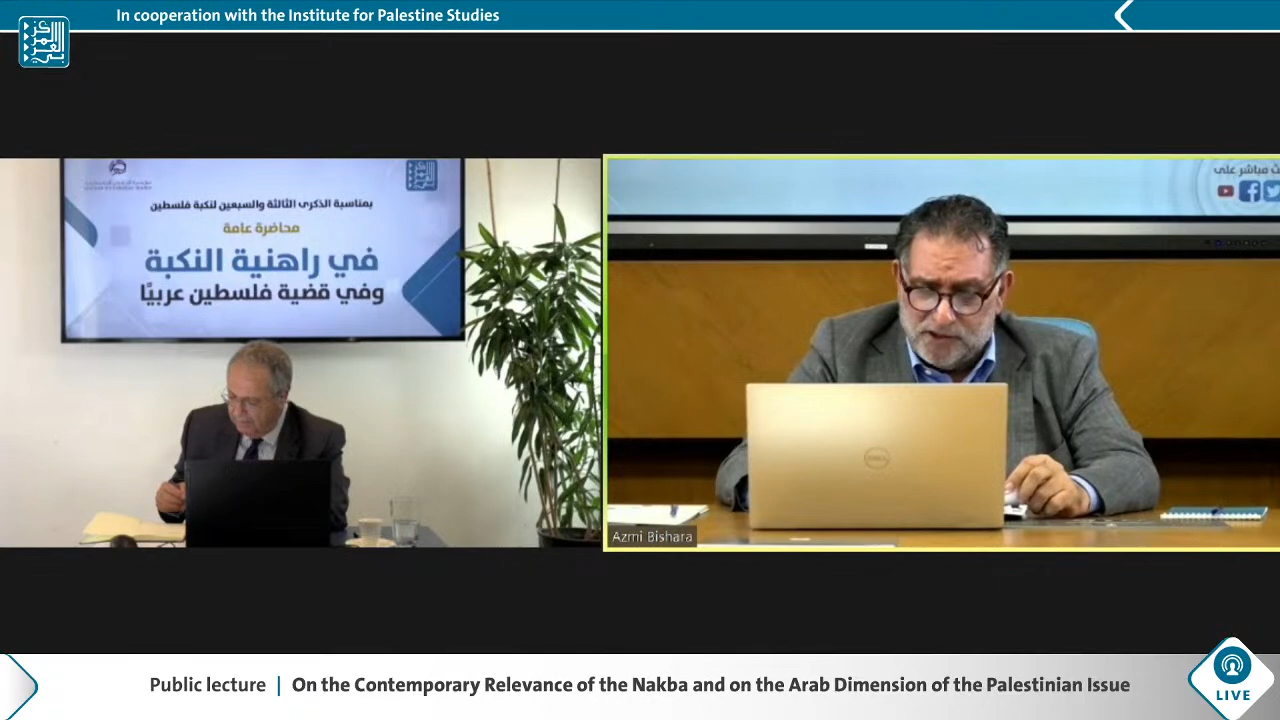 In cooperation with the Institute for Palestine Studies
بمناسبة الذكرى الثالثة والسبعين لنكبة فلسطين
محاضرة عامة
في راهنية النكبة
وفي قضية فلسطين عربيًّا
مباشر على
DELL
Azmi Bishara
Public lecture | On the Contemporary Relevance of the Nakba and on the Arab Dimension of the Palestinian Issue
LIVE